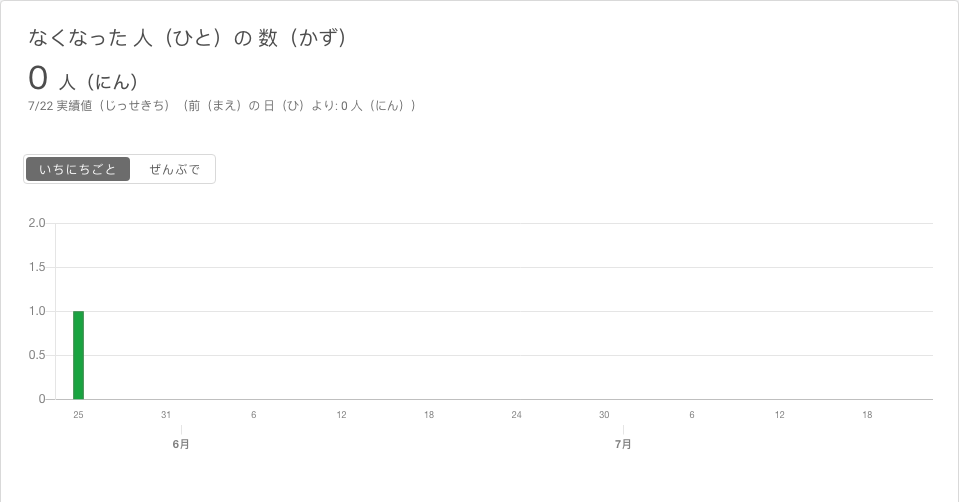 なくなった 人（ひと）の 数（かず）
0 人（にん）
7/22 実績値（じっせきち）（前（まえ）の 日（ひ）より: 0 人（にん））
いちにちごと ぜんぶで
2.0
1.5
1.0
0.5
0
25 31 6 12 18 24 30 6 12 18
6月 7月